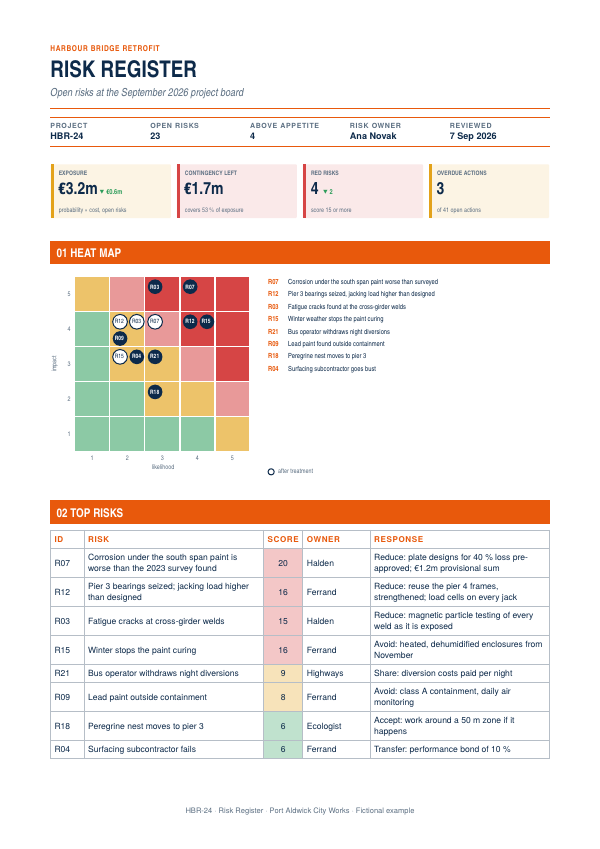 HARBOUR BRIDGE RETROFIT
RISK REGISTER
Open risks at the September 2026 project board
PROJECT OPEN RISKS ABOVE APPETITE RISK OWNER REVIEWED
HBR-24 23 4 Ana Novak 7 Sep 2026
EXPOSURE
€3.2m ▼ €0.6m
probability × cost, open risks
CONTINGENCY LEFT
€1.7m
covers 53 % of exposure
RED RISKS
4 ▼ 2
score 15 or more
OVERDUE ACTIONS
3
of 41 open actions
01 HEAT MAP
5 R03 R07
4 R12 R03 R07 R12 R15
R09
3 R15 R04 R21
2 R18
1
impact
1 2 3 4 5
likelihood
R07 Corrosion under the south span paint worse than surveyed
R12 Pier 3 bearings seized, jacking load higher than designed
R03 Fatigue cracks found at the cross-girder welds
R15 Winter weather stops the paint curing
R21 Bus operator withdraws night diversions
R09 Lead paint found outside containment
R18 Peregrine nest moves to pier 3
R04 Surfacing subcontractor goes bust
after treatment
02 TOP RISKS
ID RISK SCORE OWNER RESPONSE
R07 Corrosion under the south span paint is worse than the 2023 survey found 20 Halden Reduce: plate designs for 40 % loss pre-approved; €1.2m provisional sum
R12 Pier 3 bearings seized; jacking load higher than designed 16 Ferrand Reduce: reuse the pier 4 frames, strengthened; load cells on every jack
R03 Fatigue cracks at cross-girder welds 15 Halden Reduce: magnetic particle testing of every weld as it is exposed
R15 Winter stops the paint curing 16 Ferrand Avoid: heated, dehumidified enclosures from November
R21 Bus operator withdraws night diversions 9 Highways Share: diversion costs paid per night
R09 Lead paint outside containment 8 Ferrand Avoid: class A containment, daily air monitoring
R18 Peregrine nest moves to pier 3 6 Ecologist Accept: work around a 50 m zone if it happens
R04 Surfacing subcontractor fails 6 Ferrand Transfer: performance bond of 10 %
HBR-24 · Risk Register · Port Aldwick City Works · Fictional example